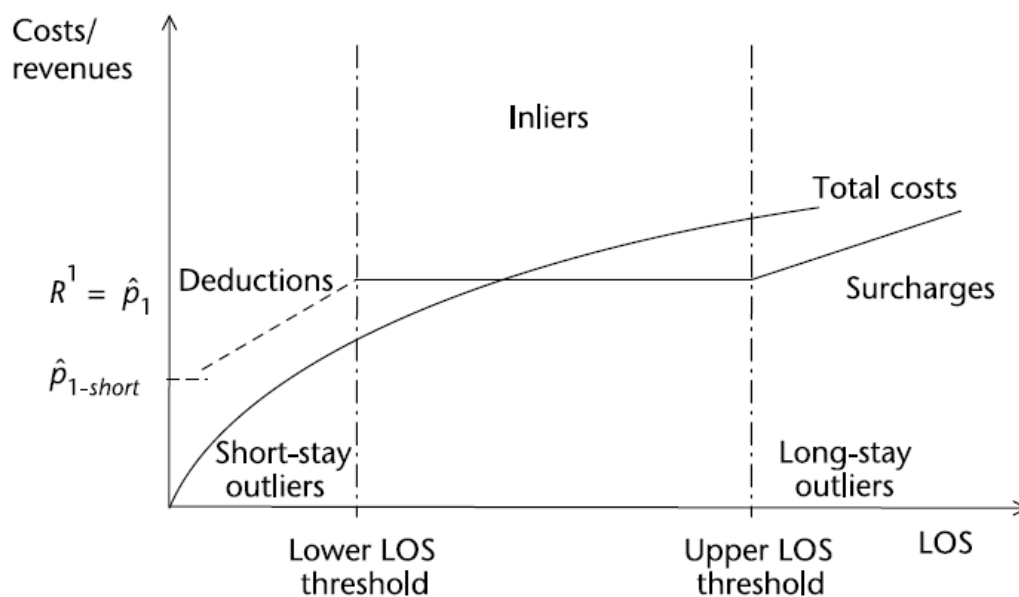 Costs/
revenues
Inliers
Total costs
Deductions
R¹ = p̂₁
Surcharges
p̂₁₋short
Short-stay
outliers
Long-stay
outliers
Lower LOS
threshold
Upper LOS
threshold
LOS